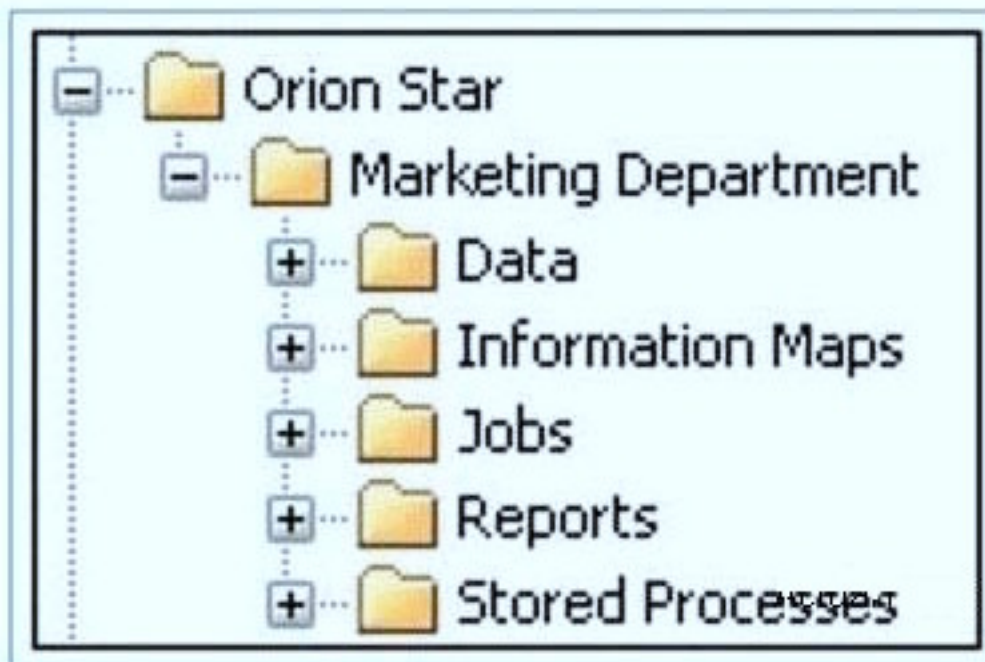 Orion Star
Marketing Department
Data
Information Maps
Jobs
Reports
Stored Processes